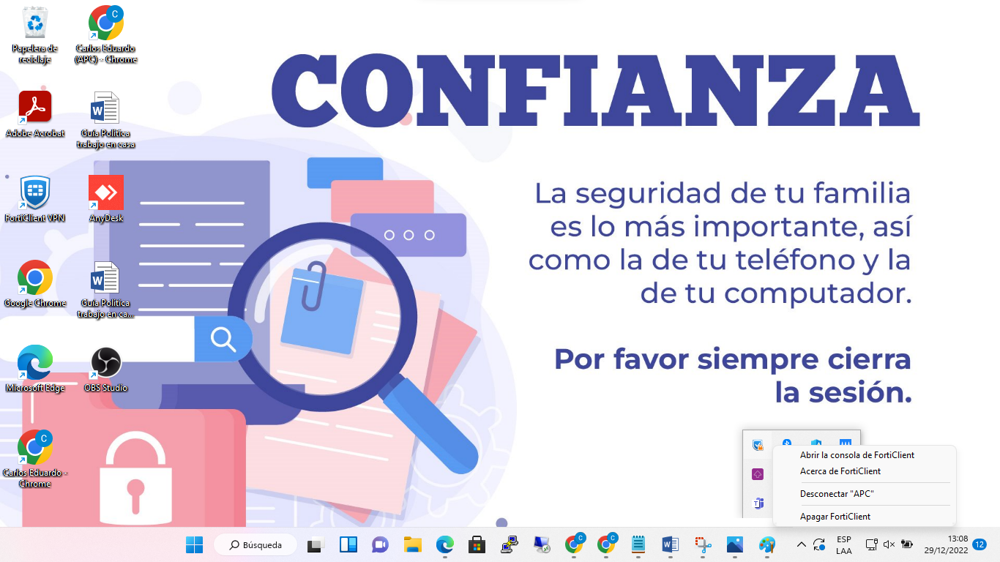 Papelera de
reciclaje
Carlos Eduardo
(APC) - Chrome
Adobe Acrobat
Guía Política
trabajo en casa
FortiClient VPN
AnyDesk
Google Chrome
Guía Política
trabajo en ca...
Microsoft Edge
OBS Studio
Carlos Eduardo -
Chrome
CONFIANZA
La seguridad de tu familia
es lo más importante, así
como la de tu teléfono y la
de tu computador.
Por favor siempre cierra
la sesión.
Abrir la consola de FortiClient
Acerca de FortiClient
Desconectar "APC"
Apagar FortiClient
Búsqueda
ESP
LAA
13:08
29/12/2022
12